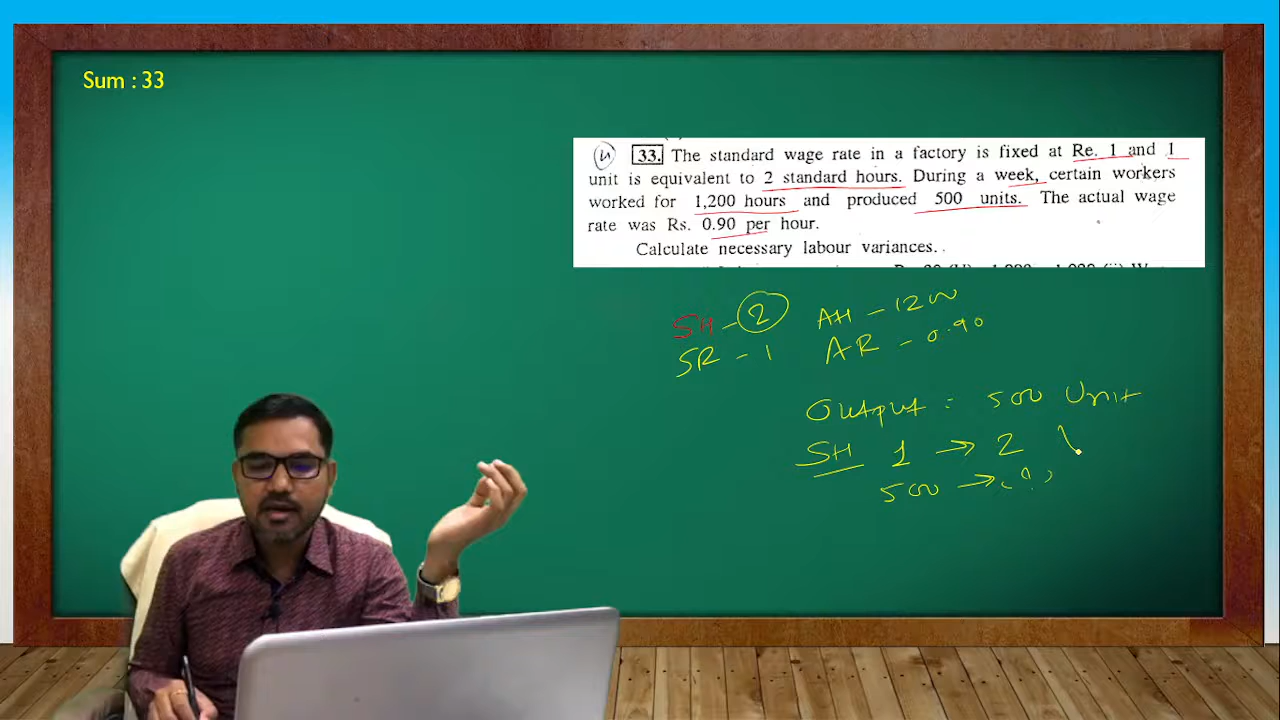 Sum : 33
33. The standard wage rate in a factory is fixed at Re. 1 and 1
unit is equivalent to 2 standard hours. During a week, certain workers
worked for 1,200 hours and produced 500 units. The actual wage
rate was Rs. 0.90 per hour.
Calculate necessary labour variances.
SH - 2 AH - 1200
SR - 1 AR - 0.90
Output : 500 Unit
SH 1 → 2
500 → (?)